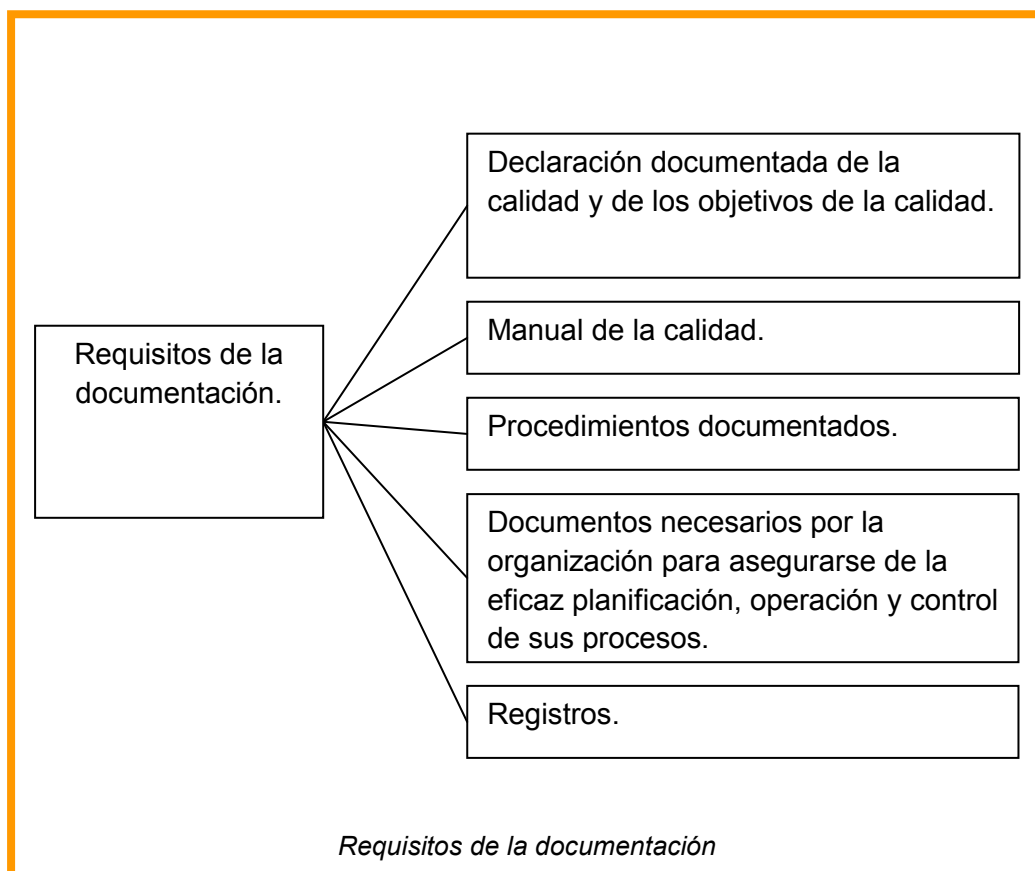 Requisitos de la
documentación.
Declaración documentada de la
calidad y de los objetivos de la calidad.
Manual de la calidad.
Procedimientos documentados.
Documentos necesarios por la
organización para asegurarse de la
eficaz planificación, operación y control
de sus procesos.
Registros.
Requisitos de la documentación